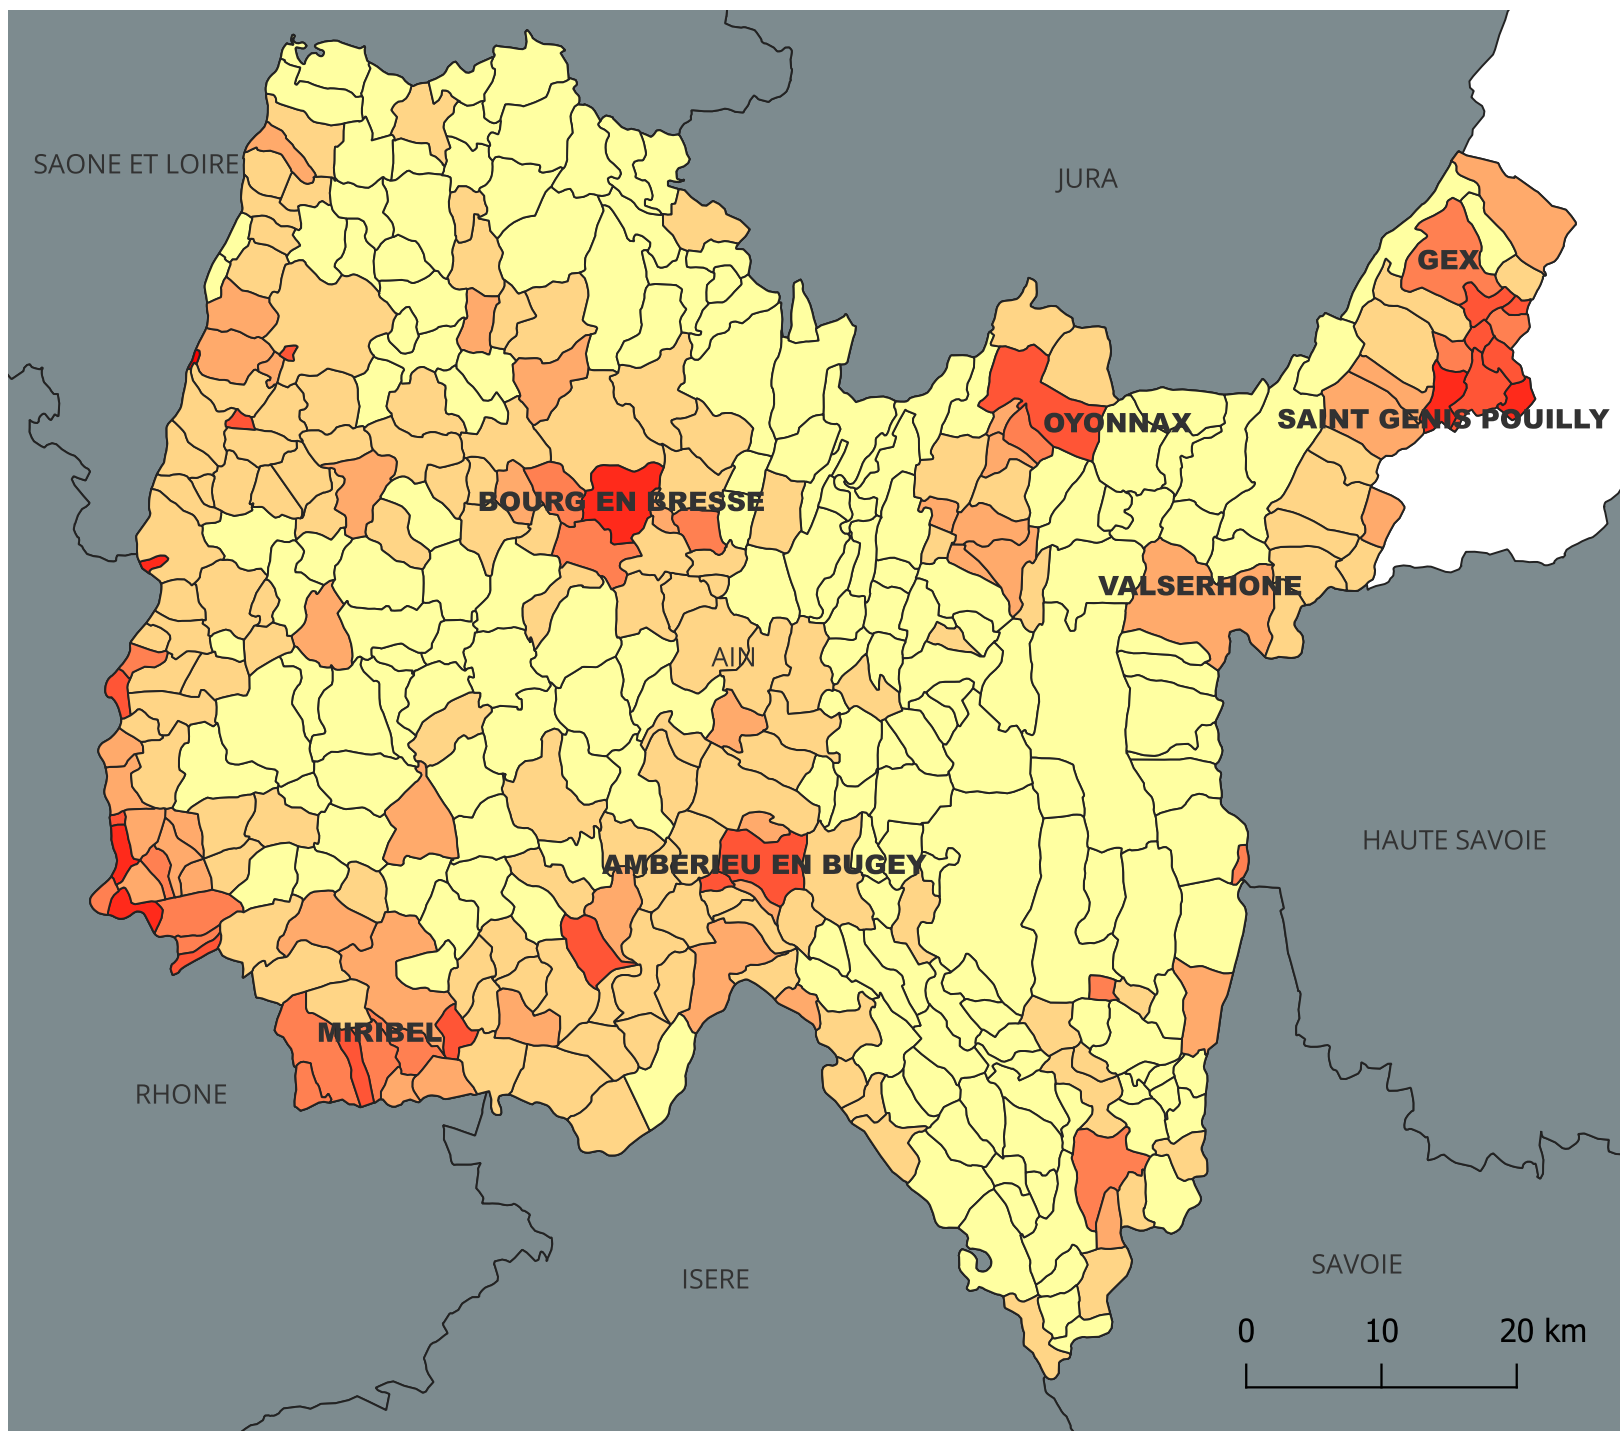 SAONE ET LOIRE
JURA
GEX
SAINT GENIS POUILLY
OYONNAX
BOURG EN BRESSE
VALSERHONE
AIN
HAUTE SAVOIE
AMBERIEU EN BUGEY
MIRIBEL
RHONE
ISERE
SAVOIE
0 10 20 km